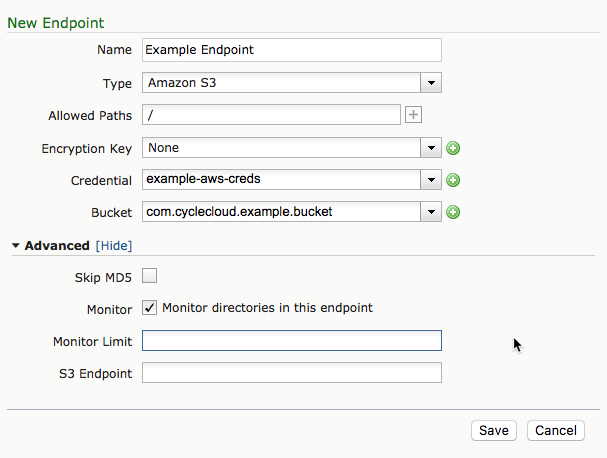 New Endpoint
Name Example Endpoint
Type Amazon S3
Allowed Paths /
Encryption Key None
Credential example-aws-creds
Bucket com.cyclecloud.example.bucket
Advanced [Hide]
Skip MD5
Monitor Monitor directories in this endpoint
Monitor Limit
S3 Endpoint
Save Cancel